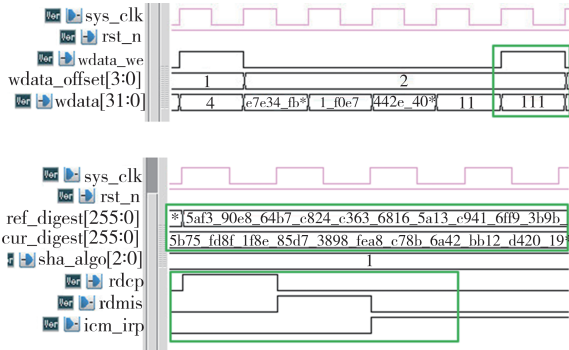 sys_clk
rst_n
wdata_we
wdata_offset[3:0] 1 2
wdata[31:0] 4 e7e34_fb* 1_f0e7 442e_40* 11 111
sys_clk
rst_n
ref_digest[255:0] * 5af3_90e8_64b7_c824_c363_6816_5a13_c941_6ff9_3b9b_
cur_digest[255:0] 5b75_fd8f_1f8e_85d7_3898_fea8_c78b_6a42_bb12_d420_19*
sha_algo[2:0] 1
rdcp
rdmis
icm_irp